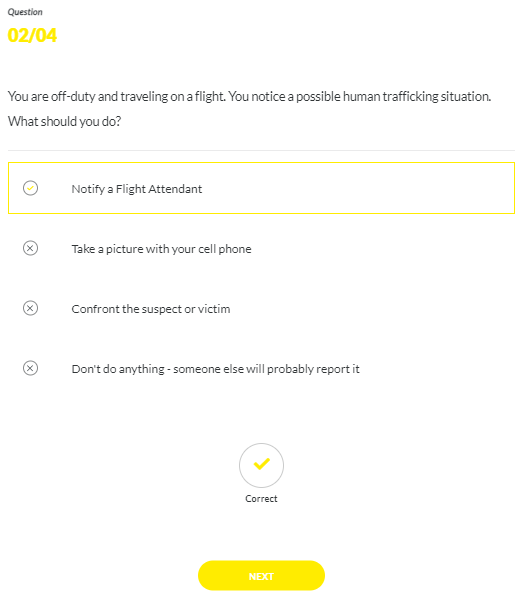 Question
02/04
You are off-duty and traveling on a flight. You notice a possible human trafficking situation.
What should you do?
Notify a Flight Attendant
Take a picture with your cell phone
Confront the suspect or victim
Don't do anything - someone else will probably report it
Correct
NEXT